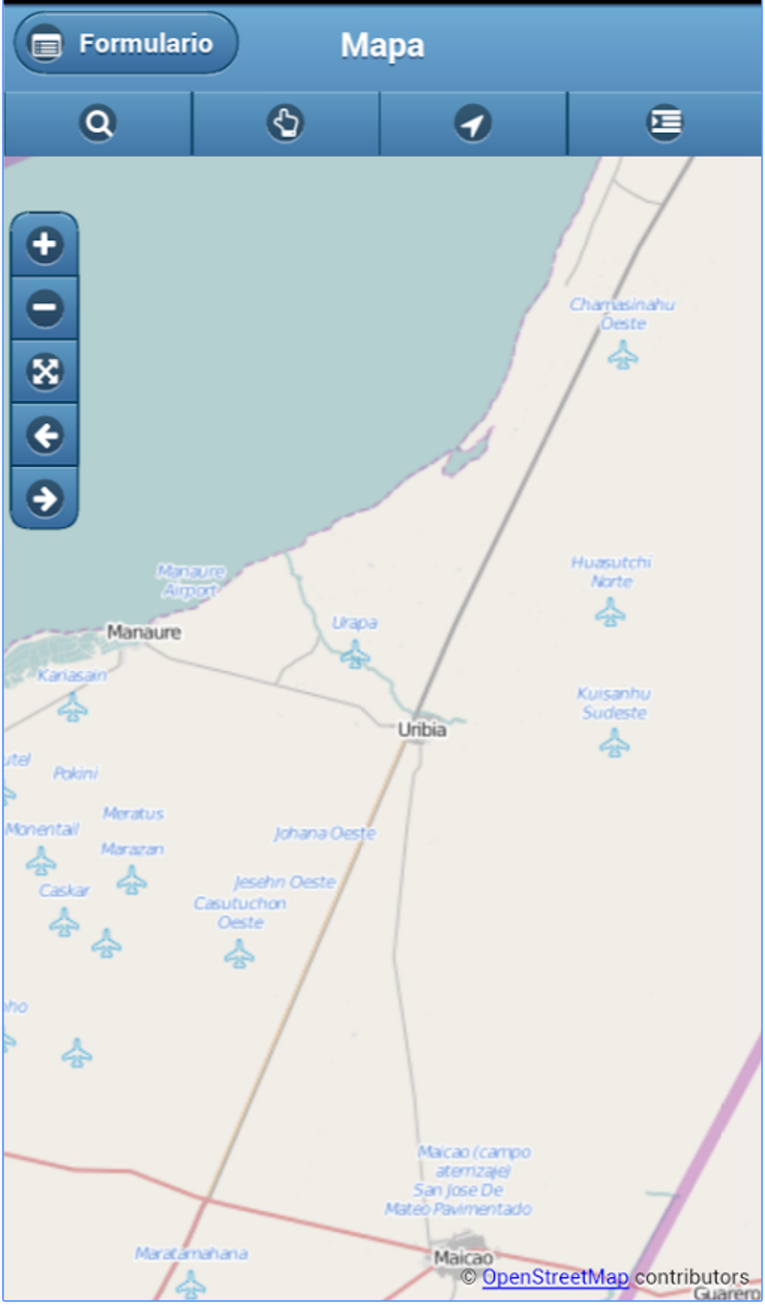 Formulario
Mapa
Chamasinahu
Oeste
Huasutchi
Norte
Manaure
Airport
Urapa
Manaure
Kariasain
Kuisanhu
Sudeste
Uribia
utel
Pokini
Meratus
Monentail
Johana Oeste
Marazan
Caskar
Jesehn Oeste
Casutuchon
Oeste
nho
Maicao (campo
aterrizaje)
San Jose De
Mateo Pavimentado
Maratamahana
Maicao
© OpenStreetMap contributors
Guarero